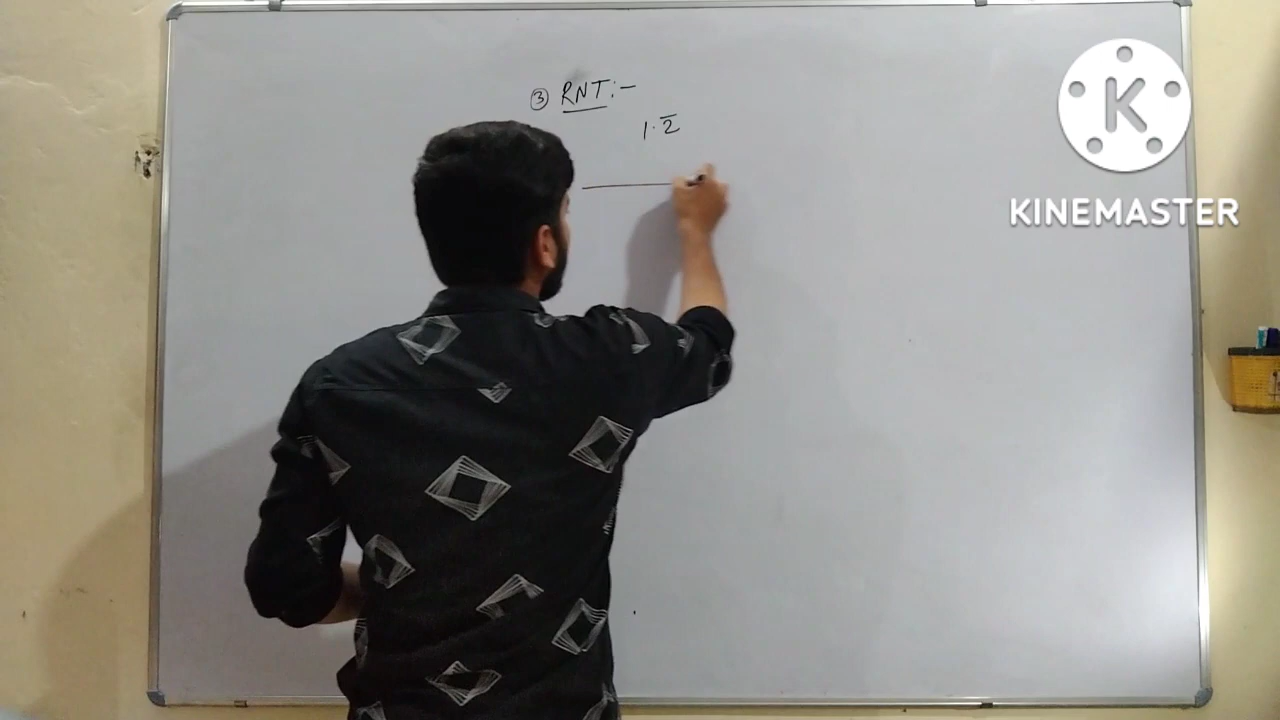 ③ RNT:-
1.2̅
K
KINEMASTER